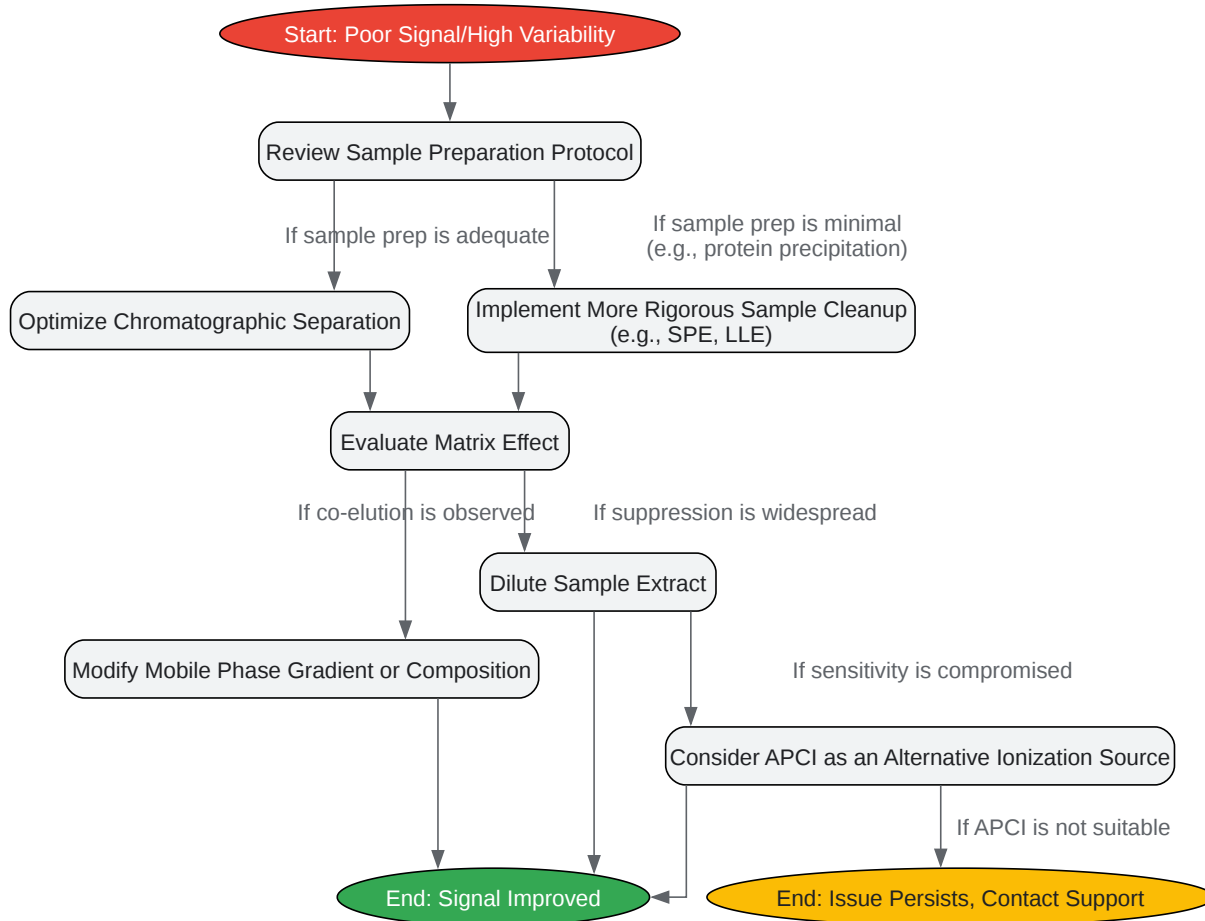 Start: Poor Signal/High Variability
Review Sample Preparation Protocol
If sample prep is adequate
If sample prep is minimal
(e.g., protein precipitation)
Optimize Chromatographic Separation
Implement More Rigorous Sample Cleanup
(e.g., SPE, LLE)
Evaluate Matrix Effect
If co-elution is observed
If suppression is widespread
Dilute Sample Extract
Modify Mobile Phase Gradient or Composition
If sensitivity is compromised
Consider APCI as an Alternative Ionization Source
If APCI is not suitable
End: Signal Improved
End: Issue Persists, Contact Support